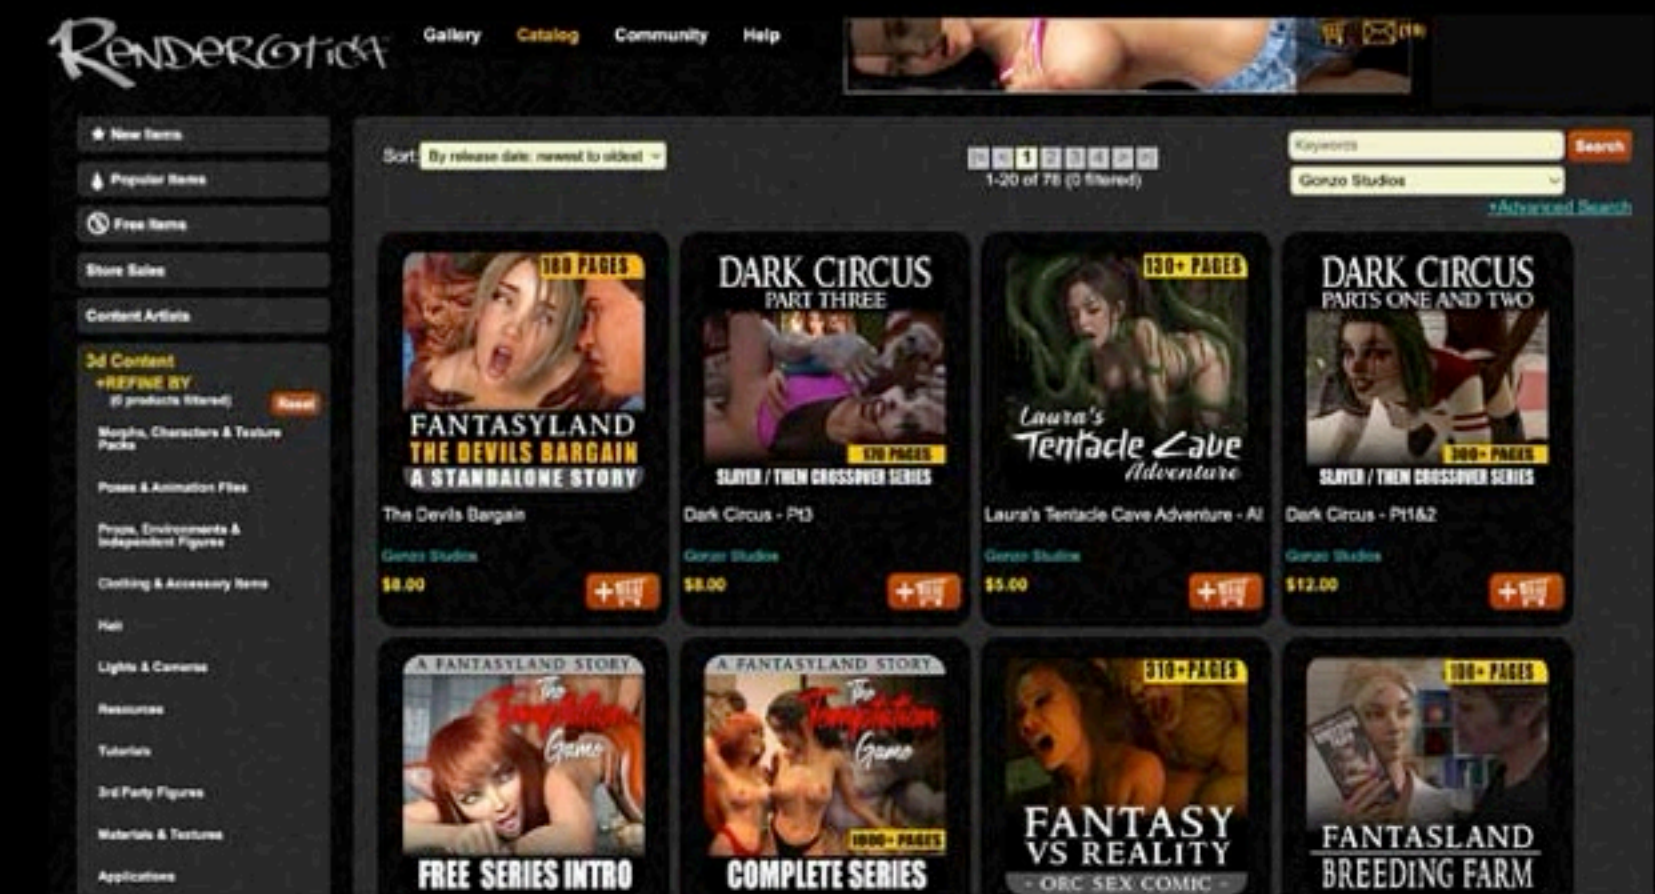 RENDEROTICA
Gallery Catalog Community Help
(19)
New Items
Popular Items
Free Items
Store Sales
Content Artists
3d Content
+REFINE BY
(0 products filtered)
Reset
Morphs, Characters & Texture
Packs
Poses & Animation Files
Props, Environments &
Independent Figures
Clothing & Accessory Items
Hair
Lights & Cameras
Resources
Tutorials
3rd Party Figures
Materials & Textures
Applications
Sort: By release date: newest to oldest
1 2 3 4
1-20 of 78 (0 filtered)
Keywords
Search
Gonzo Studios
+Advanced Search
180 PAGES
FANTASYLAND
THE DEVILS BARGAIN
A STANDALONE STORY
The Devils Bargain
Gonzo Studios
$8.00
DARK CIRCUS
PART THREE
170 PAGES
SLAYER / THEM CROSSOVER SERIES
Dark Circus - Pt3
Gonzo Studios
$8.00
130+ PAGES
Laura's
Tentacle Cave
Adventure
Laura's Tentacle Cave Adventure - AI
Gonzo Studios
$5.00
DARK CIRCUS
PARTS ONE AND TWO
300+ PAGES
SLAYER / THEM CROSSOVER SERIES
Dark Circus - Pt1&2
Gonzo Studios
$12.00
A FANTASYLAND STORY
The
Temptation
Game
FREE SERIES INTRO
A FANTASYLAND STORY
The
Temptation
Game
1000+ PAGES
COMPLETE SERIES
310+ PAGES
FANTASY
VS REALITY
- ORC SEX COMIC -
100+ PAGES
FANTASLAND
BREEDING FARM